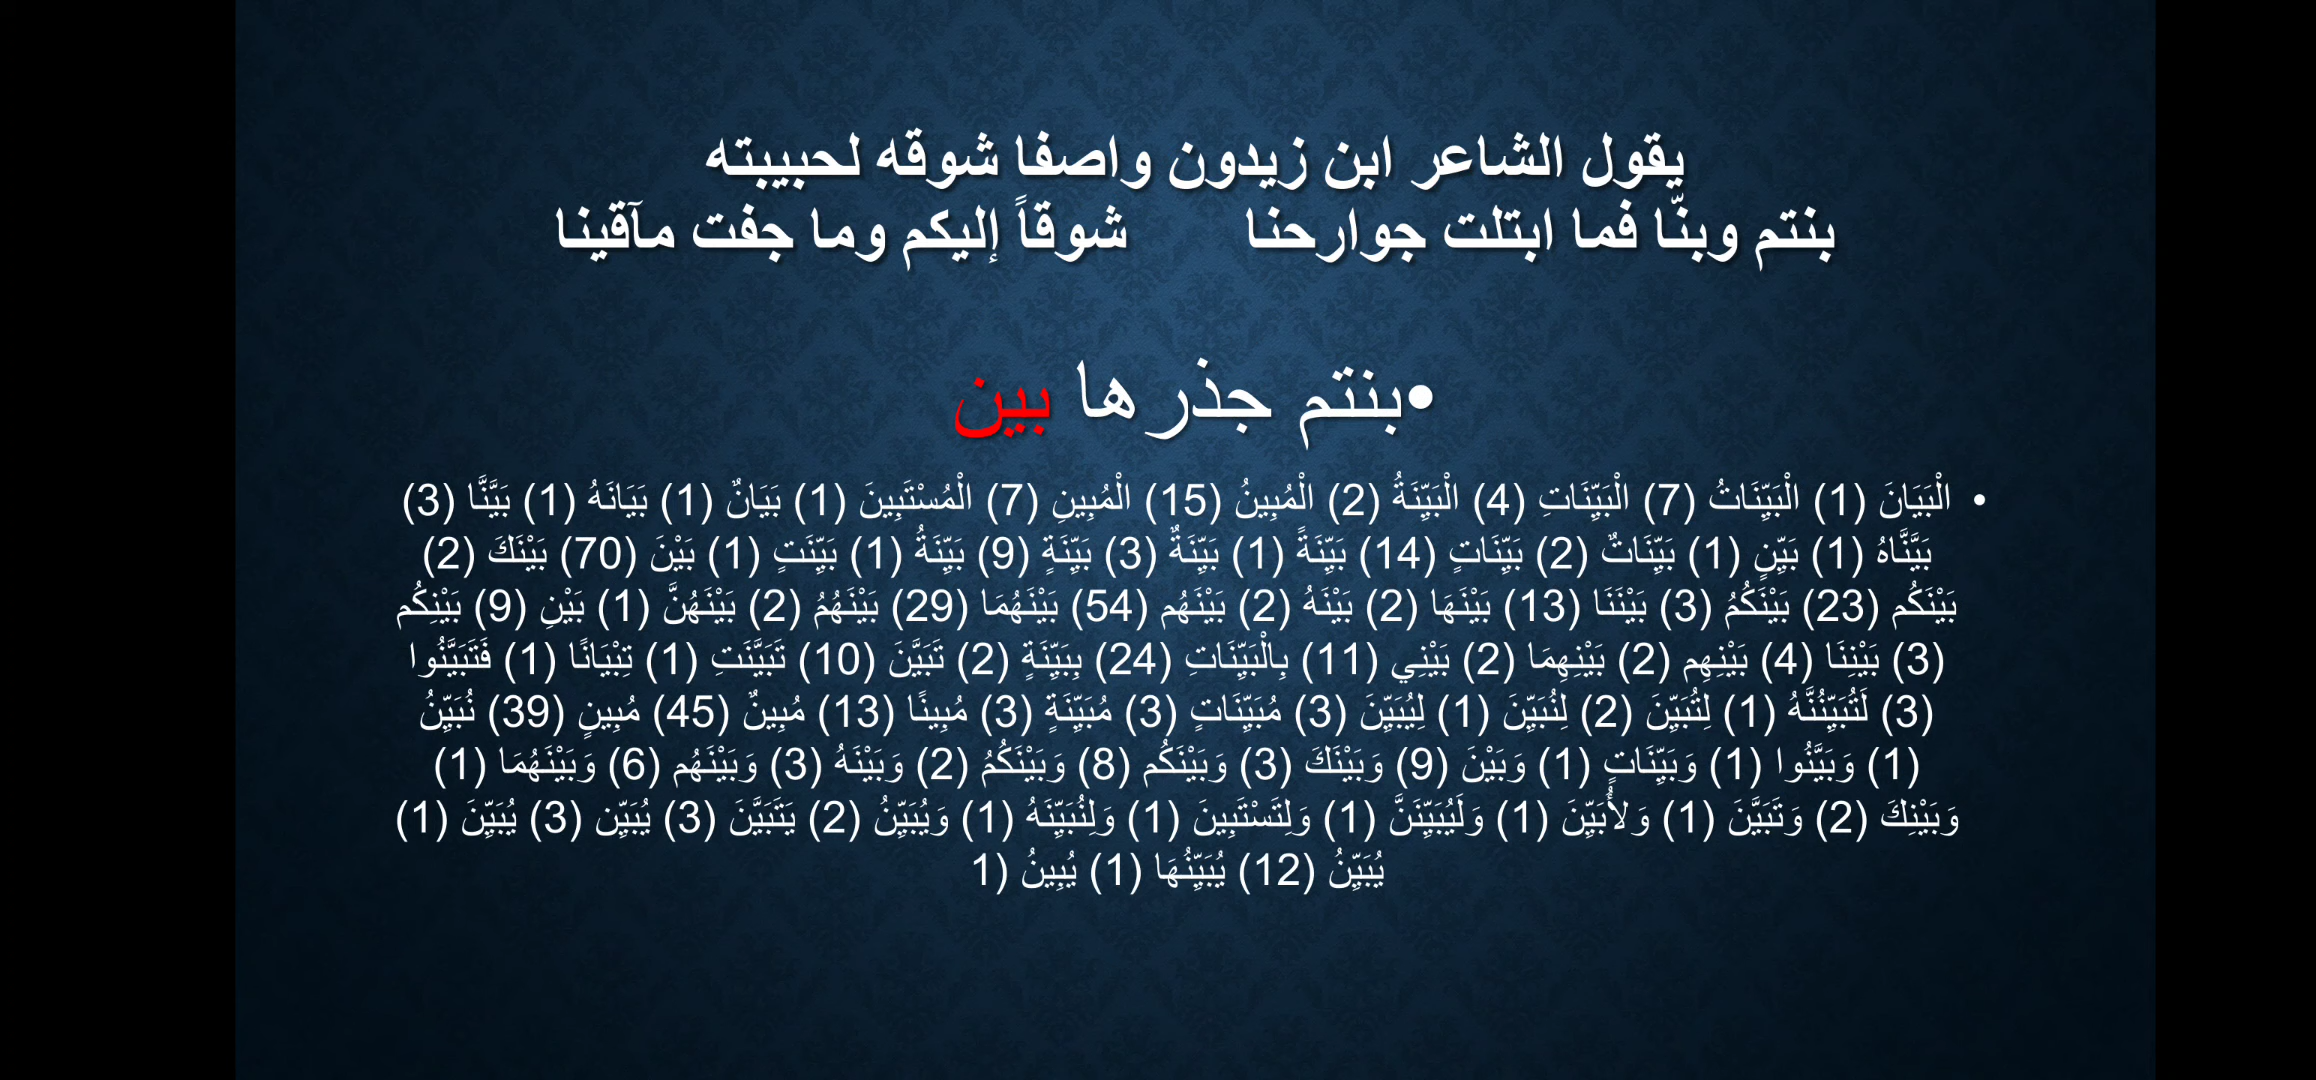 يقول الشاعر ابن زيدون واصفا شوقه لحبيبته
بنتم وبنّا فما ابتلت جوارحنا شوقاً إليكم وما جفت مآقينا
•بنتم جذرها بين
• الْبَيَانَ (1) الْبَيِّنَاتُ (7) الْبَيِّنَاتِ (4) الْبَيِّنَةُ (2) الْمُبِينُ (15) الْمُبِينِ (7) الْمُسْتَبِينَ (1) بَيَانٌ (1) بَيَانَهُ (1) بَيَّنَّا (3)
بَيَّنَّاهُ (1) بَيِّنٍ (1) بَيِّنَاتٌ (2) بَيِّنَاتٍ (14) بَيِّنَةً (1) بَيِّنَةٌ (3) بَيِّنَةٍ (9) بَيِّنَةُ (1) بَيِّنَتٍ (1) بَيْنَ (70) بَيْنَكَ (2)
بَيْنَكُم (23) بَيْنَكُمُ (3) بَيْنَنَا (13) بَيْنَهَا (2) بَيْنَهُ (2) بَيْنَهُم (54) بَيْنَهُمَا (29) بَيْنَهُمُ (2) بَيْنَهُنَّ (1) بَيْنِ (9) بَيْنِكُم
(3) بَيْنِنَا (4) بَيْنِهِم (2) بَيْنِهِمَا (2) بَيْنِي (11) بِالْبَيِّنَاتِ (24) بِبَيِّنَةٍ (2) تَبَيَّنَ (10) تَبَيَّنَتِ (1) تِبْيَانًا (1) فَتَبَيَّنُوا
(3) لَتُبَيِّنُنَّهُ (1) لِتُبَيِّنَ (2) لِنُبَيِّنَ (1) لِيُبَيِّنَ (3) مُبَيِّنَاتٍ (3) مُبَيِّنَةٍ (3) مُبِينًا (13) مُبِينٌ (45) مُبِينٍ (39) نُبَيِّنُ
(1) وَبَيَّنُوا (1) وَبَيِّنَاتٍ (1) وَبَيْنَ (9) وَبَيْنَكَ (3) وَبَيْنَكُم (8) وَبَيْنَكُمُ (2) وَبَيْنَهُ (3) وَبَيْنَهُم (6) وَبَيْنَهُمَا (1)
وَبَيْنِكَ (2) وَتَبَيَّنَ (1) وَلأُبَيِّنَ (1) وَلَيُبَيِّنَنَّ (1) وَلِتَسْتَبِينَ (1) وَلِنُبَيِّنَهُ (1) وَيُبَيِّنُ (2) يَتَبَيَّنَ (3) يُبَيِّن (3) يُبَيِّنَ (1)
يُبَيِّنُ (12) يُبَيِّنُهَا (1) يُبِينُ (1